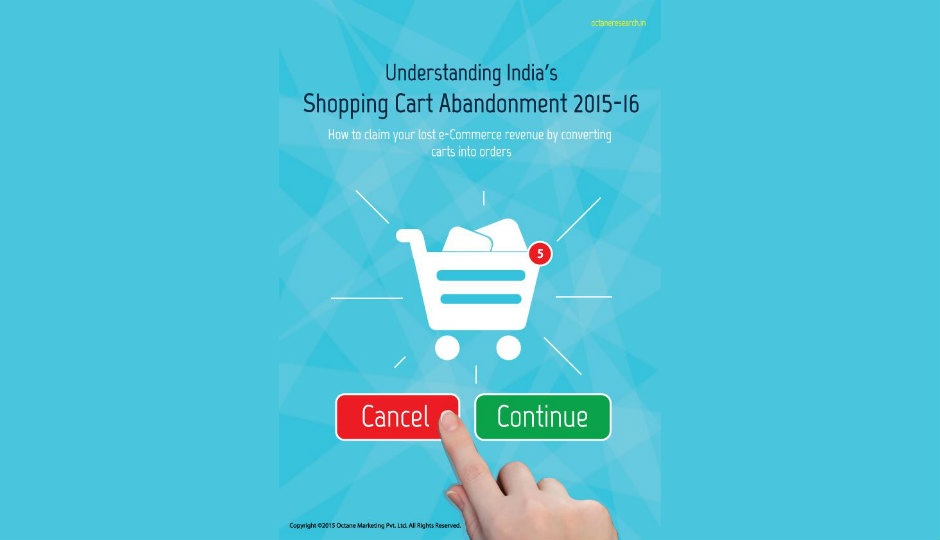 octaneresearch.in
Understanding India's
Shopping Cart Abandonment 2015-16
How to claim your lost e-Commerce revenue by converting
carts into orders
5
Cancel
Continue
Copyright ©2015 Octane Marketing Pvt. Ltd. All Rights Reserved.